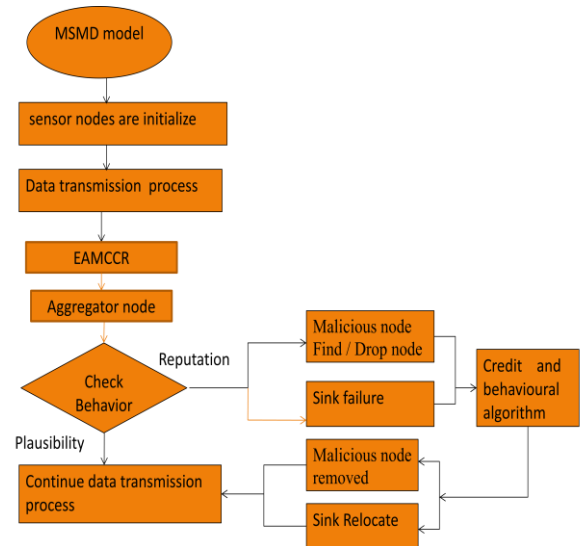 MSMD model
sensor nodes are initialize
Data transmission process
EAMCCR
Aggregator node
Check
Behavior
Reputation
Plausibility
Malicious node
Find / Drop node
Sink failure
Credit and
behavioural
algorithm
Malicious node
removed
Sink Relocate
Continue data transmission
process